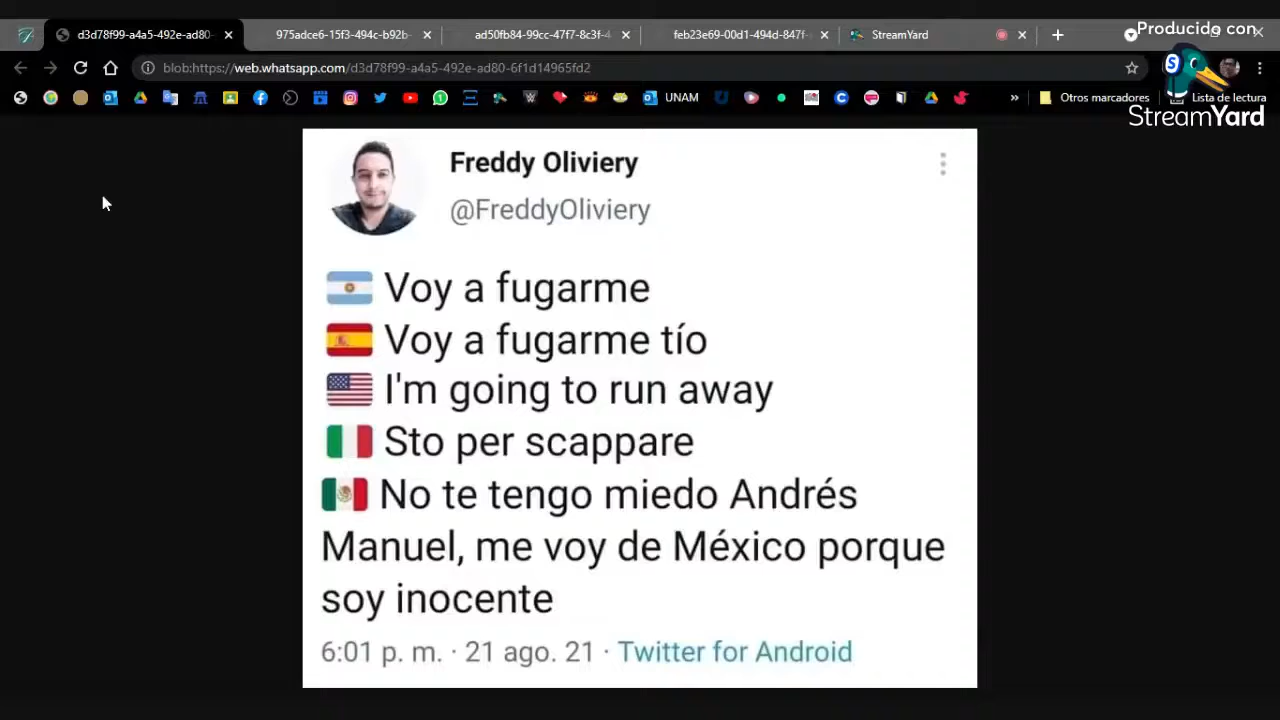 d3d78f99-a4a5-492e-ad80-
975adce6-15f3-494c-b92b-
ad50fb84-99cc-47f7-8c3f-4
feb23e69-00d1-494d-847f-
StreamYard
Producido con
blob:https://web.whatsapp.com/d3d78f99-a4a5-492e-ad80-6f1d14965fd2
UNAM
Otros marcadores
Lista de lectura
StreamYard
Freddy Oliviery
@FreddyOliviery
Voy a fugarme
Voy a fugarme tío
I'm going to run away
Sto per scappare
No te tengo miedo Andrés
Manuel, me voy de México porque
soy inocente
6:01 p. m. · 21 ago. 21 · Twitter for Android